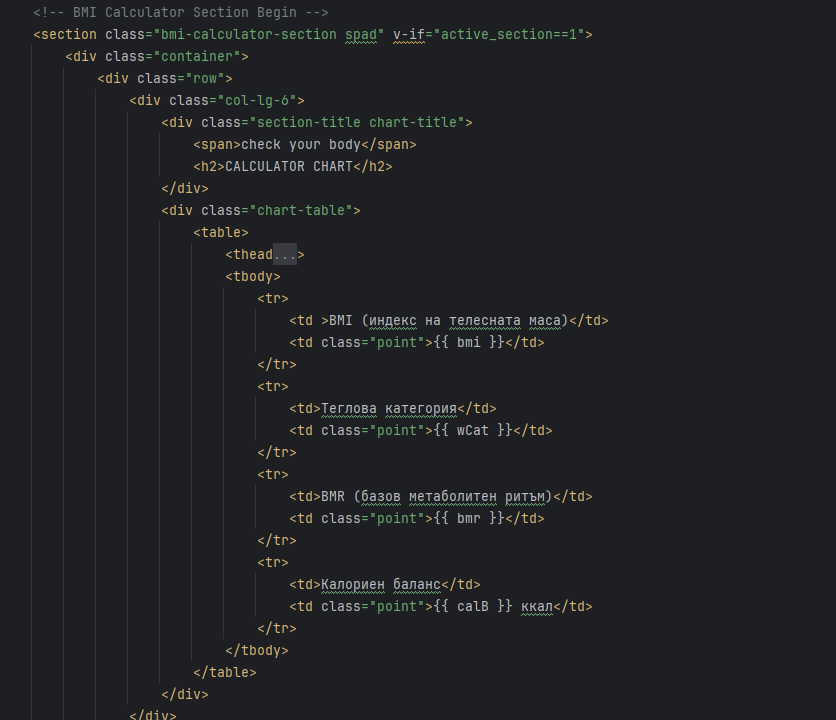 <!-- BMI Calculator Section Begin -->
<section class="bmi-calculator-section spad" v-if="active_section==1">
<div class="container">
<div class="row">
<div class="col-lg-6">
<div class="section-title chart-title">
<span>check your body</span>
<h2>CALCULATOR CHART</h2>
</div>
<div class="chart-table">
<table>
<thead...>
<tbody>
<tr>
<td >BMI (индекс на телесната маса)</td>
<td class="point">{{ bmi }}</td>
</tr>
<tr>
<td>Теглова категория</td>
<td class="point">{{ wCat }}</td>
</tr>
<tr>
<td>BMR (базов метаболитен ритъм)</td>
<td class="point">{{ bmr }}</td>
</tr>
<tr>
<td>Калориен баланс</td>
<td class="point">{{ calB }} ккал</td>
</tr>
</tbody>
</table>
</div>
</div>